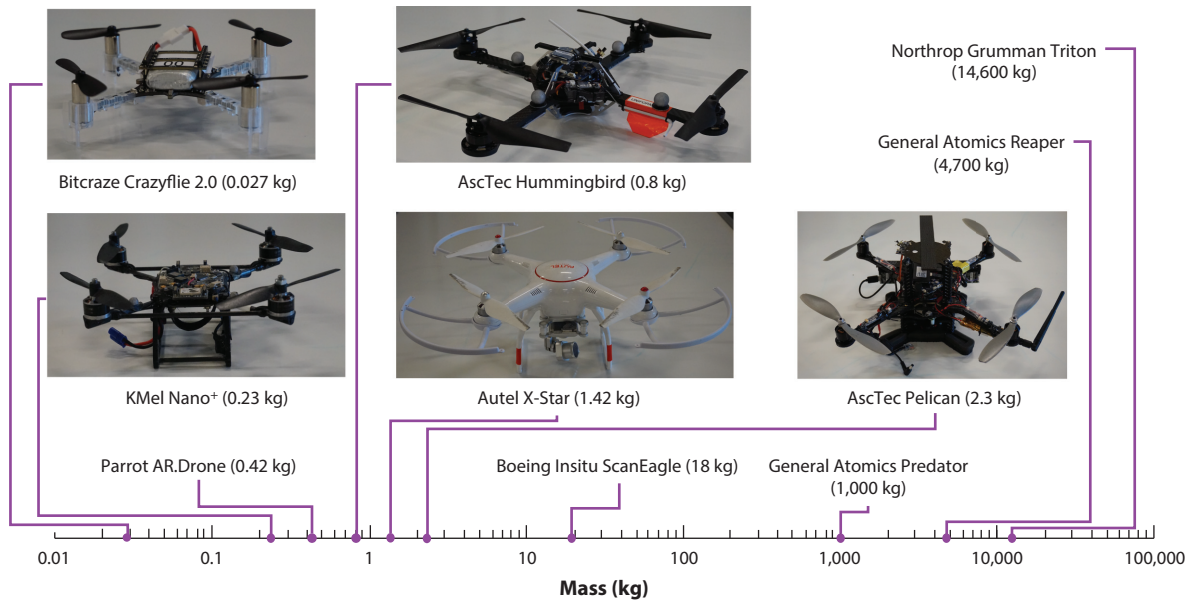 Northrop Grumman Triton
(14,600 kg)
General Atomics Reaper
(4,700 kg)
Bitcraze Crazyflie 2.0 (0.027 kg)
AscTec Hummingbird (0.8 kg)
KMel Nano⁺ (0.23 kg)
Autel X-Star (1.42 kg)
AscTec Pelican (2.3 kg)
Parrot AR.Drone (0.42 kg)
Boeing Insitu ScanEagle (18 kg)
General Atomics Predator
(1,000 kg)
0.01 0.1 1 10 100 1,000 10,000 100,000
Mass (kg)